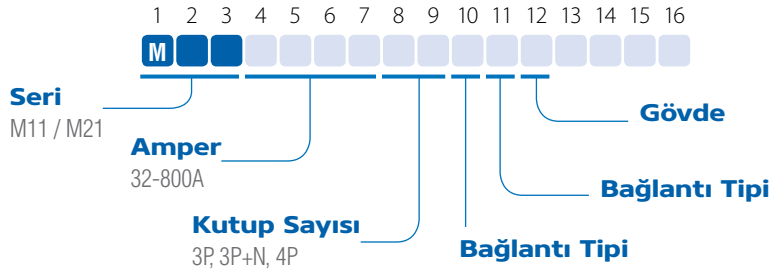 1 2 3 4 5 6 7 8 9 10 11 12 13 14 15 16
M
Seri
M11 / M21
Amper
32-800A
Kutup Sayısı
3P, 3P+N, 4P
Bağlantı Tipi
Bağlantı Tipi
Gövde